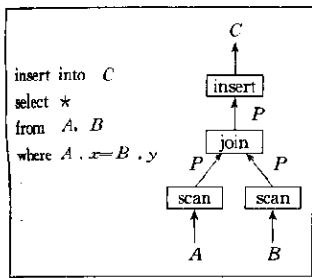 insert into C
select *
from A, B
where A.x=B.y
C
insert
P
join
P P
scan scan
A B